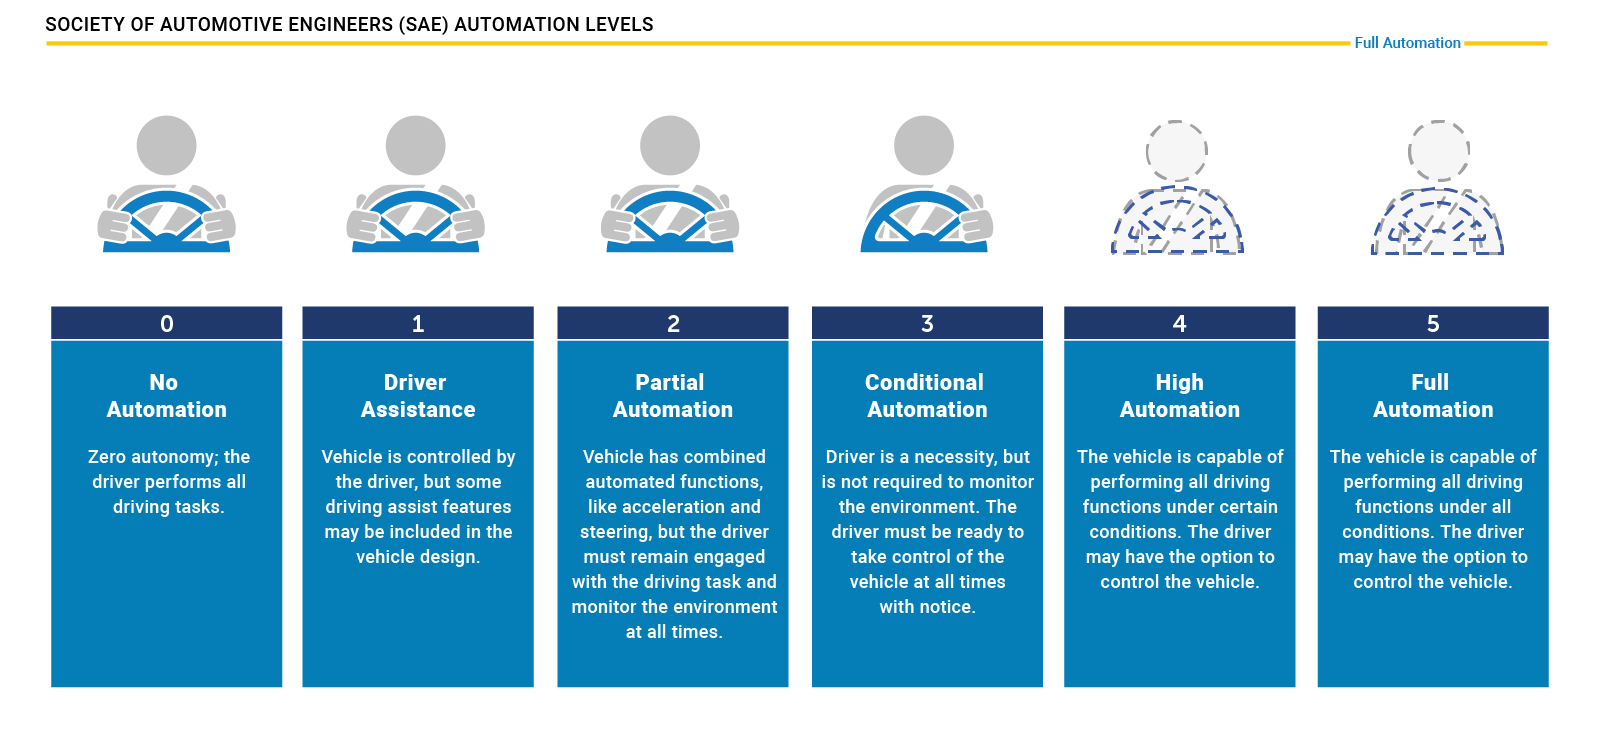 SOCIETY OF AUTOMOTIVE ENGINEERS (SAE) AUTOMATION LEVELS
Full Automation
0
No
Automation
Zero autonomy; the
driver performs all
driving tasks.
1
Driver
Assistance
Vehicle is controlled by
the driver, but some
driving assist features
may be included in the
vehicle design.
2
Partial
Automation
Vehicle has combined
automated functions,
like acceleration and
steering, but the driver
must remain engaged
with the driving task and
monitor the environment
at all times.
3
Conditional
Automation
Driver is a necessity, but
is not required to monitor
the environment. The
driver must be ready to
take control of the
vehicle at all times
with notice.
4
High
Automation
The vehicle is capable of
performing all driving
functions under certain
conditions. The driver
may have the option to
control the vehicle.
5
Full
Automation
The vehicle is capable of
performing all driving
functions under all
conditions. The driver
may have the option to
control the vehicle.